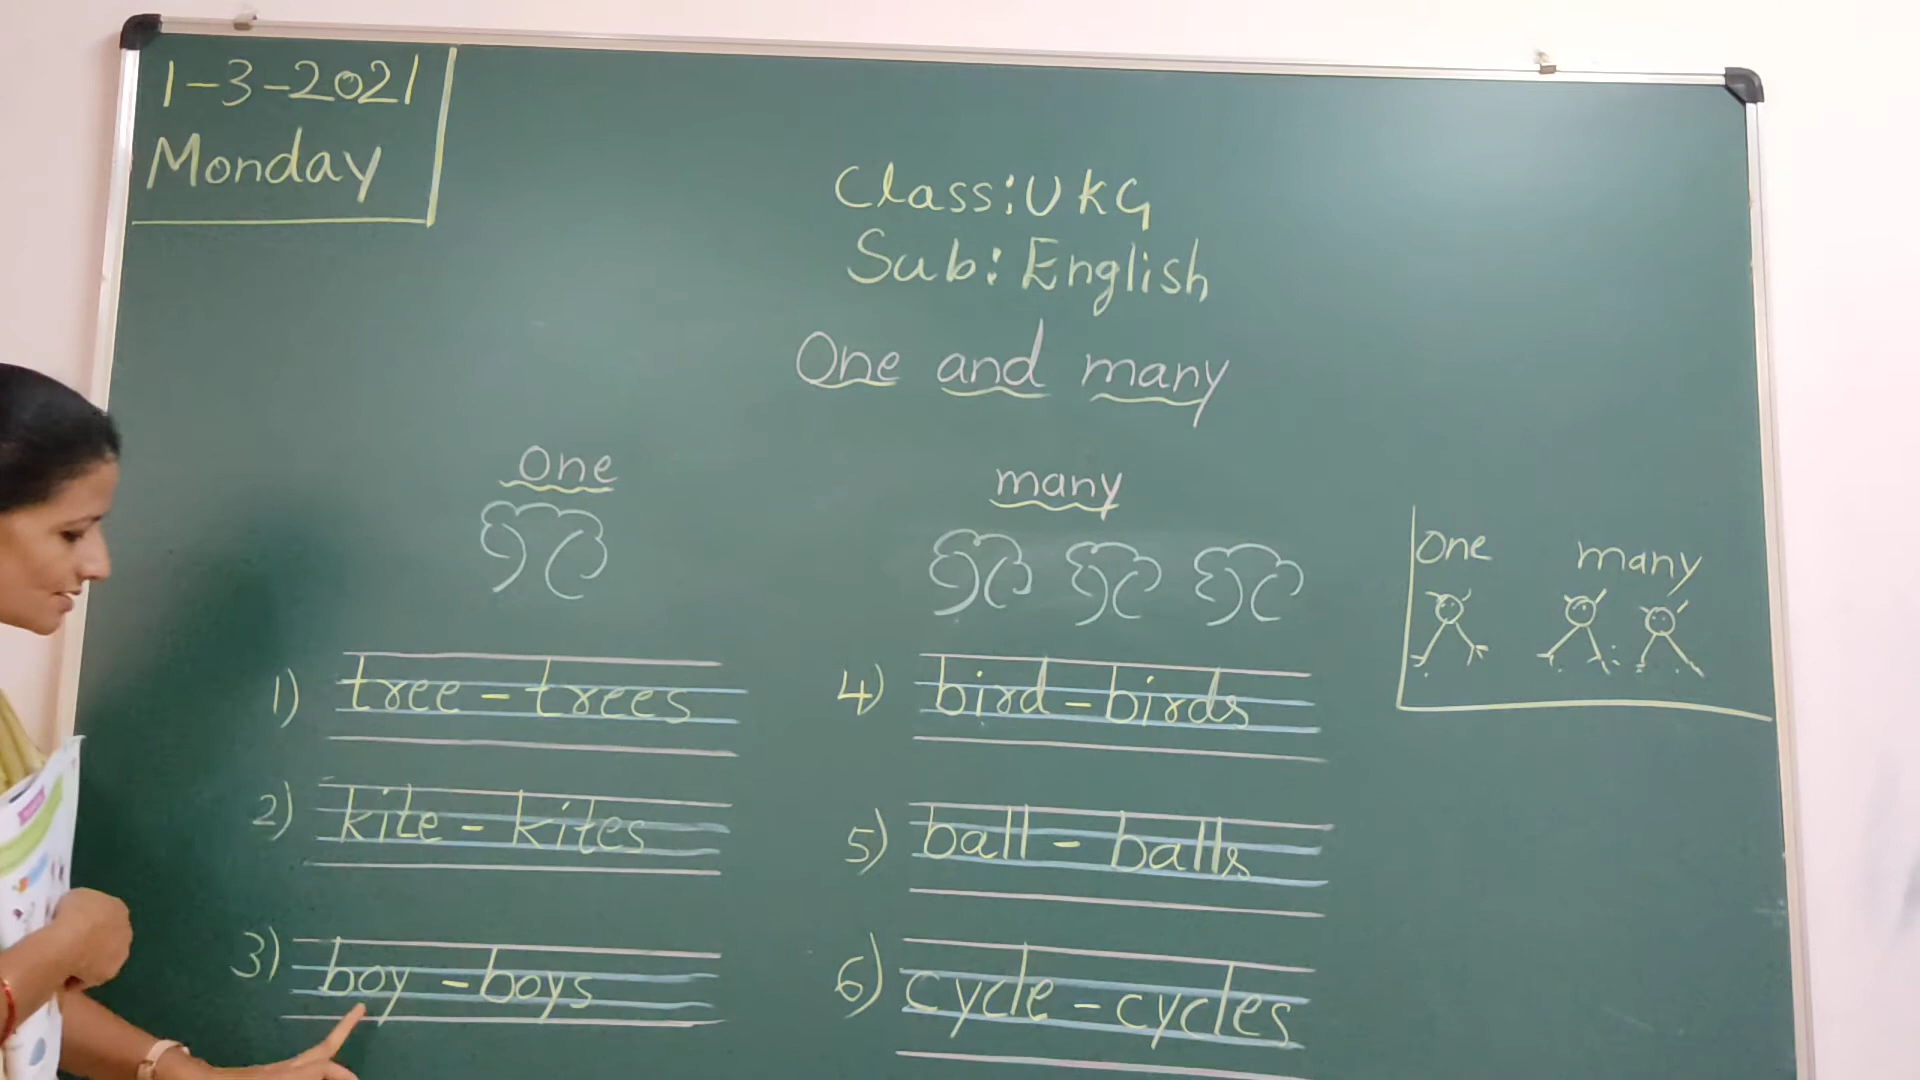 1-3-2021
Monday
Class: UKG
Sub: English
One and many
one
many
one many
1) tree - trees
2) kite - kites
3) boy - boys
4) bird - birds
5) ball - balls
6) cycle - cycles